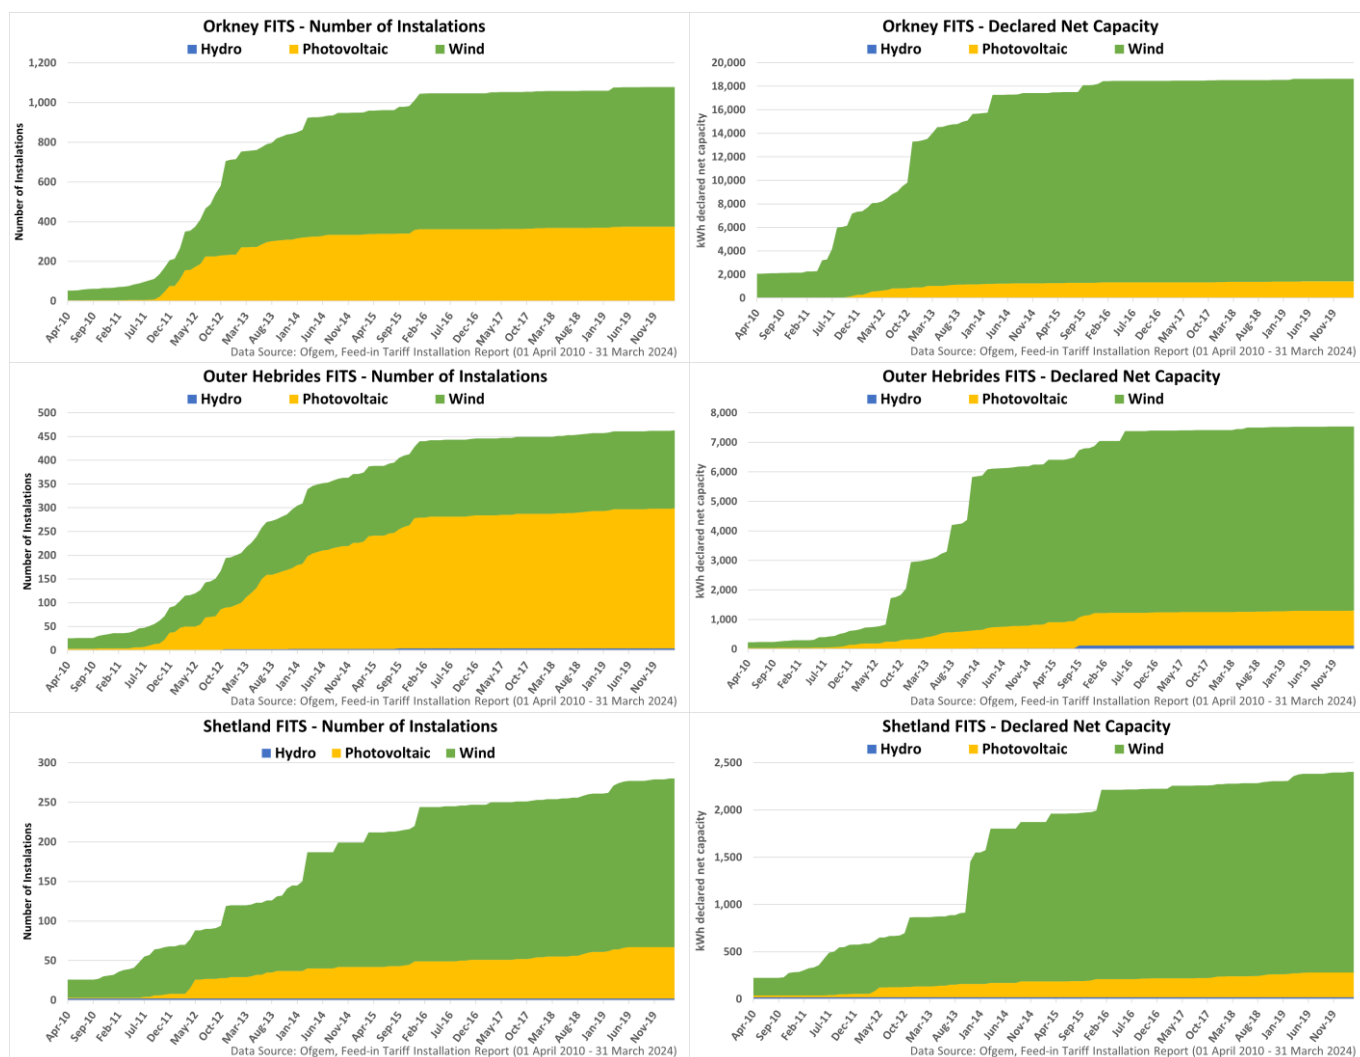 Orkney FITS - Number of Instalations
Hydro Photovoltaic Wind
Number of Instalations
1,200
1,000
800
600
400
200
0
Apr-10 Sep-10 Feb-11 Jul-11 Dec-11 May-12 Oct-12 Mar-13 Aug-13 Jan-14 Jun-14 Nov-14 Apr-15 Sep-15 Feb-16 Jul-16 Dec-16 May-17 Oct-17 Mar-18 Aug-18 Jan-19 Jun-19 Nov-19
Data Source: Ofgem, Feed-in Tariff Installation Report (01 April 2010 - 31 March 2024)
Orkney FITS - Declared Net Capacity
Hydro Photovoltaic Wind
kWh declared net capacity
20,000
18,000
16,000
14,000
12,000
10,000
8,000
6,000
4,000
2,000
0
Apr-10 Sep-10 Feb-11 Jul-11 Dec-11 May-12 Oct-12 Mar-13 Aug-13 Jan-14 Jun-14 Nov-14 Apr-15 Sep-15 Feb-16 Jul-16 Dec-16 May-17 Oct-17 Mar-18 Aug-18 Jan-19 Jun-19 Nov-19
Data Source: Ofgem, Feed-in Tariff Installation Report (01 April 2010 - 31 March 2024)
Outer Hebrides FITS - Number of Instalations
Hydro Photovoltaic Wind
Number of Instalations
500
450
400
350
300
250
200
150
100
50
0
Apr-10 Sep-10 Feb-11 Jul-11 Dec-11 May-12 Oct-12 Mar-13 Aug-13 Jan-14 Jun-14 Nov-14 Apr-15 Sep-15 Feb-16 Jul-16 Dec-16 May-17 Oct-17 Mar-18 Aug-18 Jan-19 Jun-19 Nov-19
Data Source: Ofgem, Feed-in Tariff Installation Report (01 April 2010 - 31 March 2024)
Outer Hebrides FITS - Declared Net Capacity
Hydro Photovoltaic Wind
kWh declared net capacity
8,000
7,000
6,000
5,000
4,000
3,000
2,000
1,000
0
Apr-10 Sep-10 Feb-11 Jul-11 Dec-11 May-12 Oct-12 Mar-13 Aug-13 Jan-14 Jun-14 Nov-14 Apr-15 Sep-15 Feb-16 Jul-16 Dec-16 May-17 Oct-17 Mar-18 Aug-18 Jan-19 Jun-19 Nov-19
Data Source: Ofgem, Feed-in Tariff Installation Report (01 April 2010 - 31 March 2024)
Shetland FITS - Number of Instalations
Hydro Photovoltaic Wind
Number of Instalations
300
250
200
150
100
50
0
Apr-10 Sep-10 Feb-11 Jul-11 Dec-11 May-12 Oct-12 Mar-13 Aug-13 Jan-14 Jun-14 Nov-14 Apr-15 Sep-15 Feb-16 Jul-16 Dec-16 May-17 Oct-17 Mar-18 Aug-18 Jan-19 Jun-19 Nov-19
Data Source: Ofgem, Feed-in Tariff Installation Report (01 April 2010 - 31 March 2024)
Shetland FITS - Declared Net Capacity
Hydro Photovoltaic Wind
kWh declared net capacity
2,500
2,000
1,500
1,000
500
0
Apr-10 Sep-10 Feb-11 Jul-11 Dec-11 May-12 Oct-12 Mar-13 Aug-13 Jan-14 Jun-14 Nov-14 Apr-15 Sep-15 Feb-16 Jul-16 Dec-16 May-17 Oct-17 Mar-18 Aug-18 Jan-19 Jun-19 Nov-19
Data Source: Ofgem, Feed-in Tariff Installation Report (01 April 2010 - 31 March 2024)